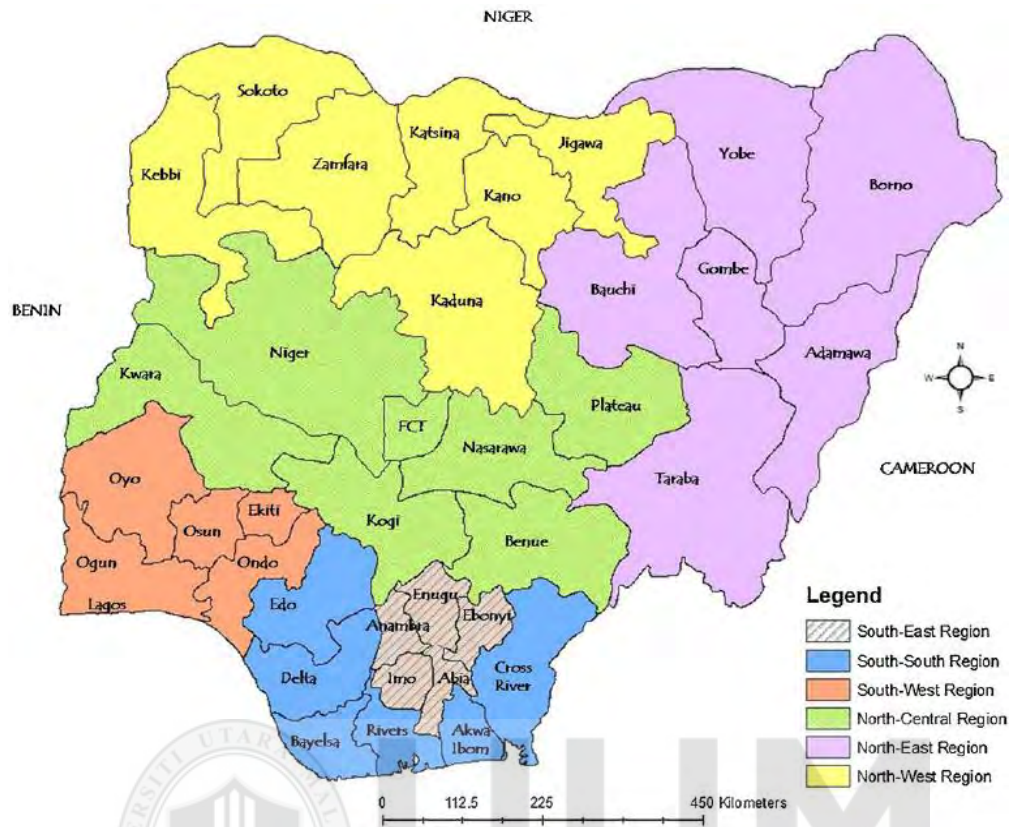 NIGER
Sokoto
Katsina
Jigawa
Yobe
Kebbi
Zamfara
Kano
Borno
Gombe
Bauchi
Kaduna
BENIN
Niger
Adamawa
N
W E
S
Kwara
Plateau
FCT
Nasarawa
CAMEROON
Oyo
Taraba
Ekiti
Kogi
Osun
Benue
Ogun
Ondo
Lagos
Edo
Enugu
Anambra
Ebonyi
Delta
Imo
Abia
Cross
River
Bayelsa
Rivers
Akwa
Ibom
Legend
South-East Region
South-South Region
South-West Region
North-Central Region
North-East Region
North-West Region
0 112.5 225 450 Kilometers
UUM